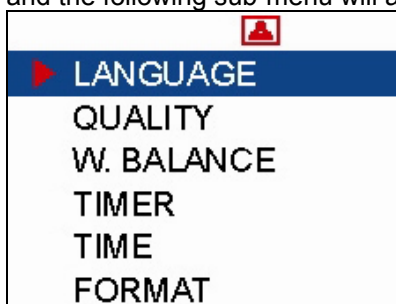 and the following sub menu will a
LANGUAGE
QUALITY
W. BALANCE
TIMER
TIME
FORMAT